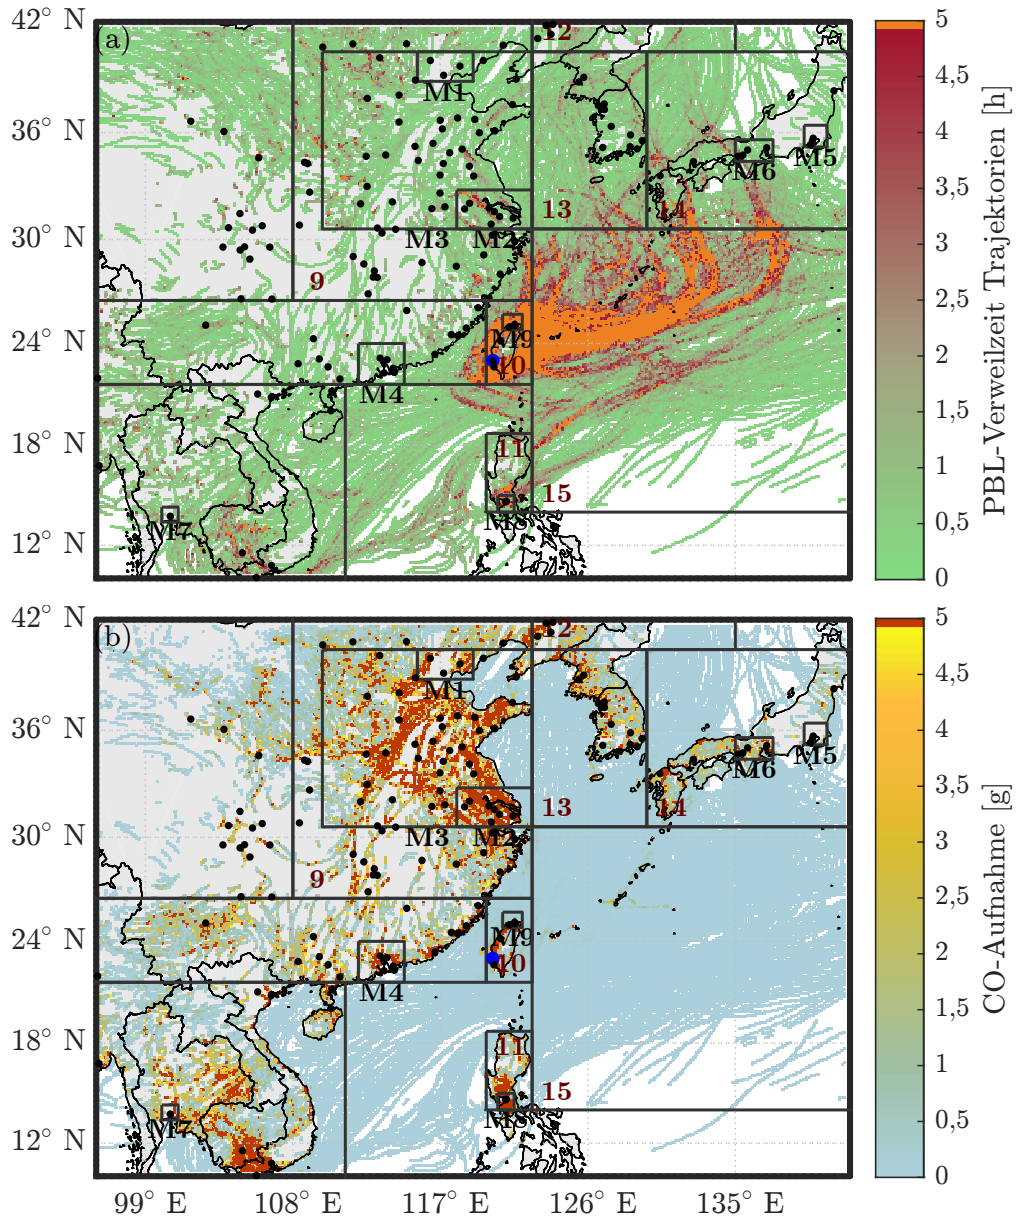 42° N
36° N
30° N
24° N
18° N
12° N
(a)
12
M1
M5
M6
13
14
M3
M2
9
M9
10
M4
11
15
M7
M8
5
4,5
4
3,5
3
2,5
2
1,5
1
0,5
0
PBL-Verweilzeit Trajektorien [h]
42° N
36° N
30° N
24° N
18° N
12° N
(b)
12
M1
M5
M6
13
14
M3
M2
9
M9
10
M4
11
15
M7
M8
99° E
108° E
117° E
126° E
135° E
5
4,5
4
3,5
3
2,5
2
1,5
1
0,5
0
CO-Aufnahme [g]